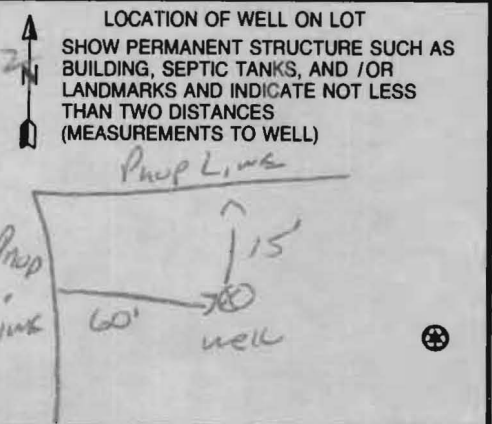 LOCATION OF WELL ON LOT
SHOW PERMANENT STRUCTURE SUCH AS
BUILDING, SEPTIC TANKS, AND /OR
LANDMARKS AND INDICATE NOT LESS
THAN TWO DISTANCES
(MEASUREMENTS TO WELL)
N
Prop Line
15'
Prop
Line
60'
well